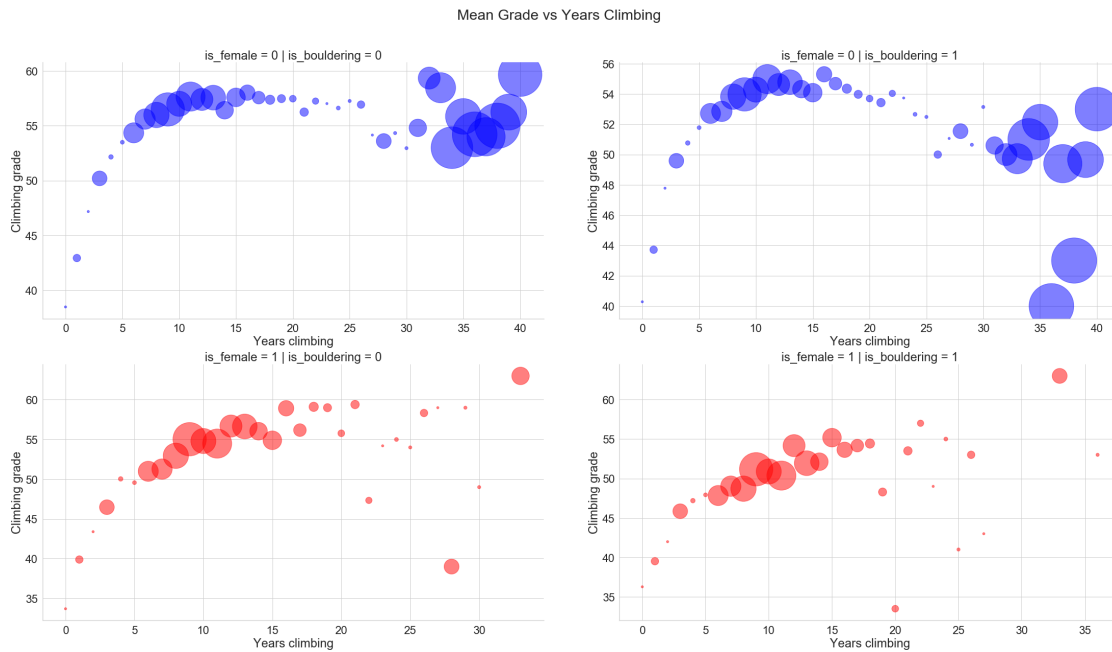 Mean Grade vs Years Climbing
is_female = 0 | is_bouldering = 0
60
55
50
45
40
Climbing grade
0 5 10 15 20 25 30 35 40
Years climbing
is_female = 0 | is_bouldering = 1
56
54
52
50
48
46
44
42
40
Climbing grade
0 5 10 15 20 25 30 35 40
Years climbing
is_female = 1 | is_bouldering = 0
60
55
50
45
40
35
Climbing grade
0 5 10 15 20 25 30
Years climbing
is_female = 1 | is_bouldering = 1
60
55
50
45
40
35
Climbing grade
0 5 10 15 20 25 30 35
Years climbing